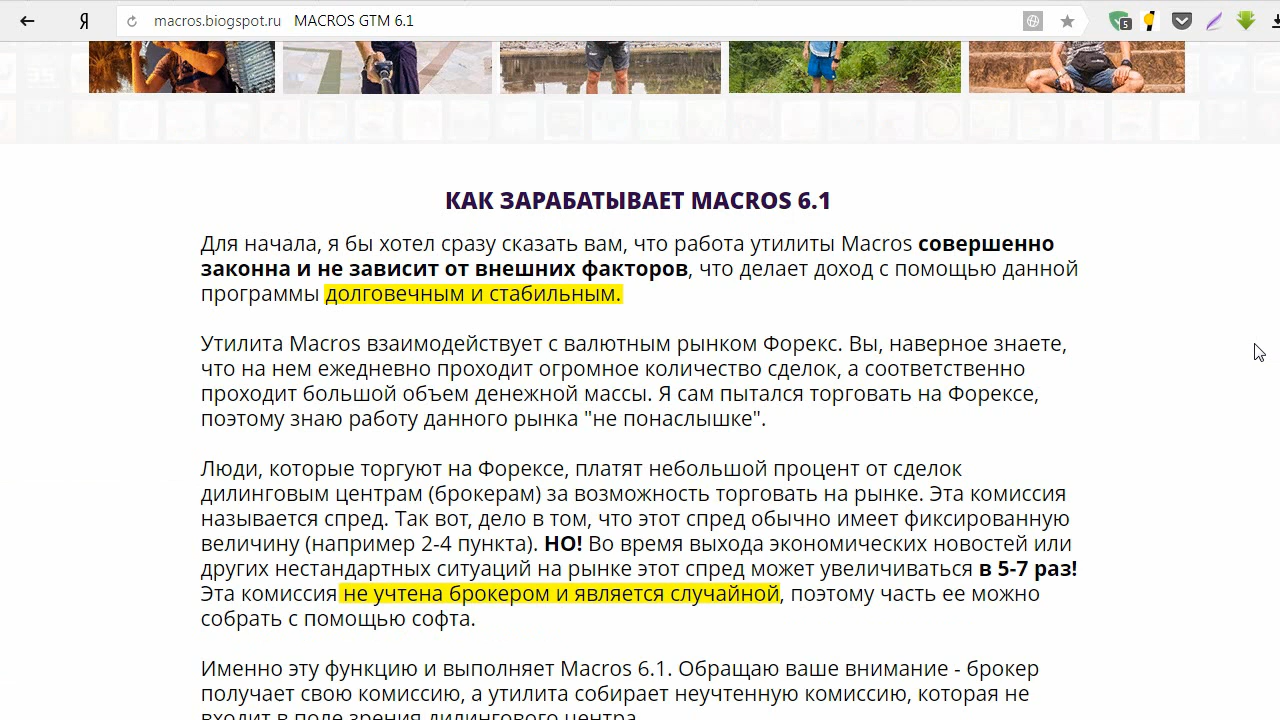 Я macros.biogspot.ru MACROS GTM 6.1
5
35
КАК ЗАРАБАТЫВАЕТ MACROS 6.1
Для начала, я бы хотел сразу сказать вам, что работа утилиты Macros совершенно
законна и не зависит от внешних факторов, что делает доход с помощью данной
программы долговечным и стабильным.
Утилита Macros взаимодействует с валютным рынком Форекс. Вы, наверное знаете,
что на нем ежедневно проходит огромное количество сделок, а соответственно
проходит большой объем денежной массы. Я сам пытался торговать на Форексе,
поэтому знаю работу данного рынка "не понаслышке".
Люди, которые торгуют на Форексе, платят небольшой процент от сделок
дилинговым центрам (брокерам) за возможность торговать на рынке. Эта комиссия
называется спред. Так вот, дело в том, что этот спред обычно имеет фиксированную
величину (например 2-4 пункта). НО! Во время выхода экономических новостей или
других нестандартных ситуаций на рынке этот спред может увеличиваться в 5-7 раз!
Эта комиссия не учтена брокером и является случайной, поэтому часть ее можно
собрать с помощью софта.
Именно эту функцию и выполняет Macros 6.1. Обращаю ваше внимание - брокер
получает свою комиссию, а утилита собирает неучтенную комиссию, которая не
входит в поле зрения дилингового центра.